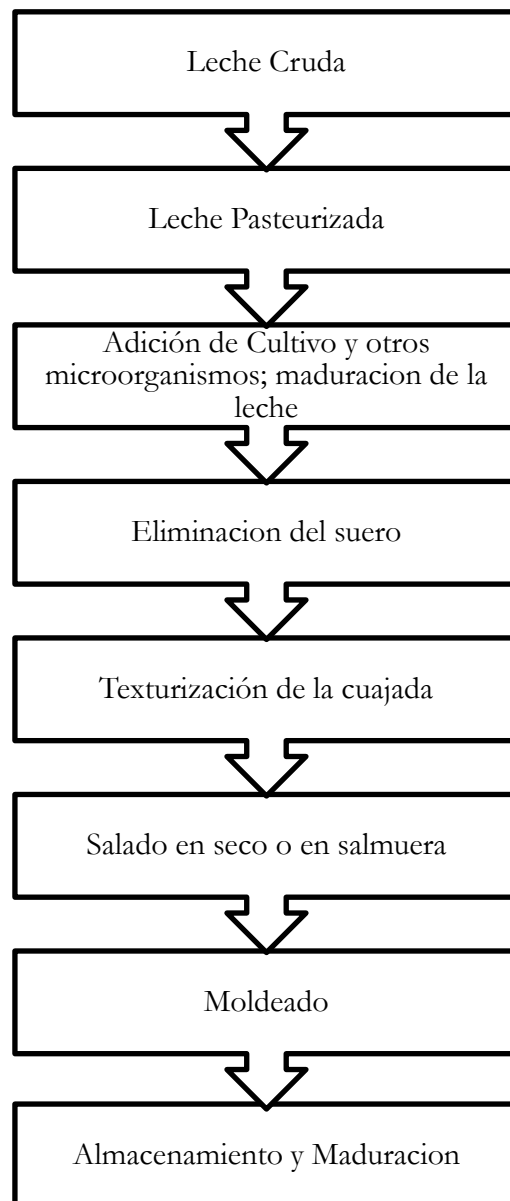 Leche Cruda
Leche Pasteurizada
Adición de Cultivo y otros
microorganismos; maduracion de la
leche
Eliminacion del suero
Texturización de la cuajada
Salado en seco o en salmuera
Moldeado
Almacenamiento y Maduracion